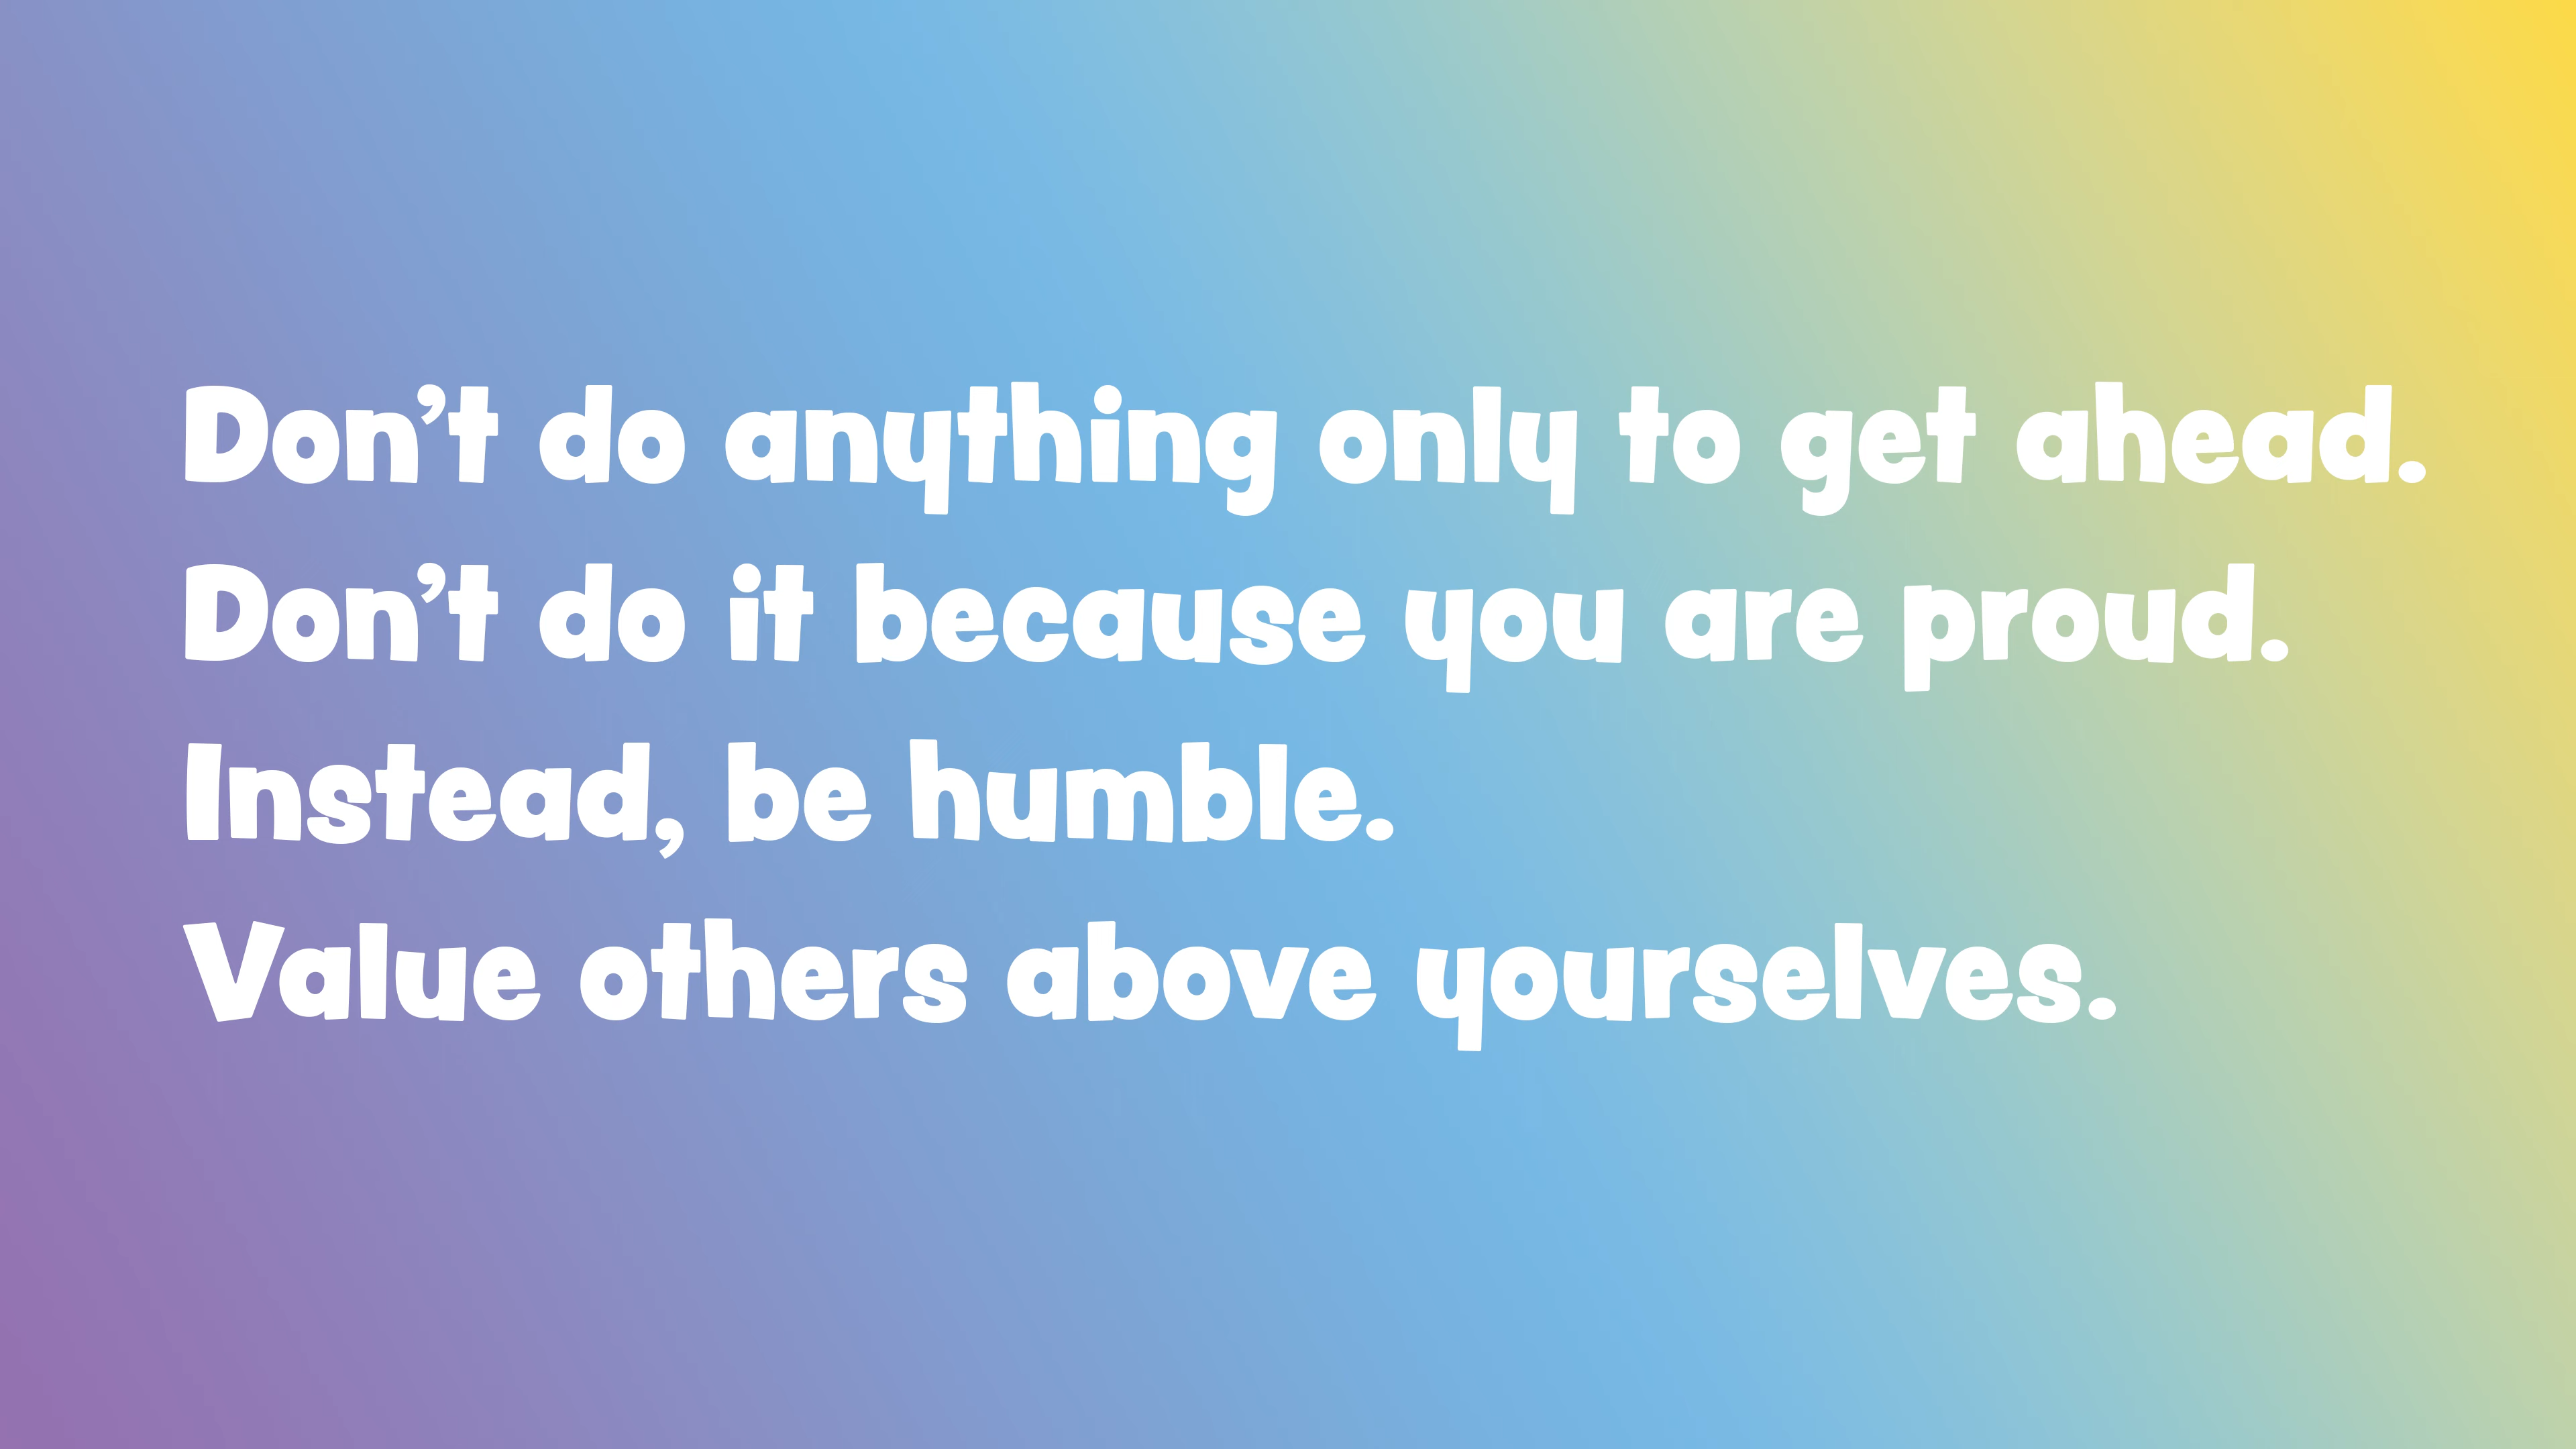 Don’t do anything only to get ahead.
Don’t do it because you are proud.
Instead, be humble.
Value others above yourselves.